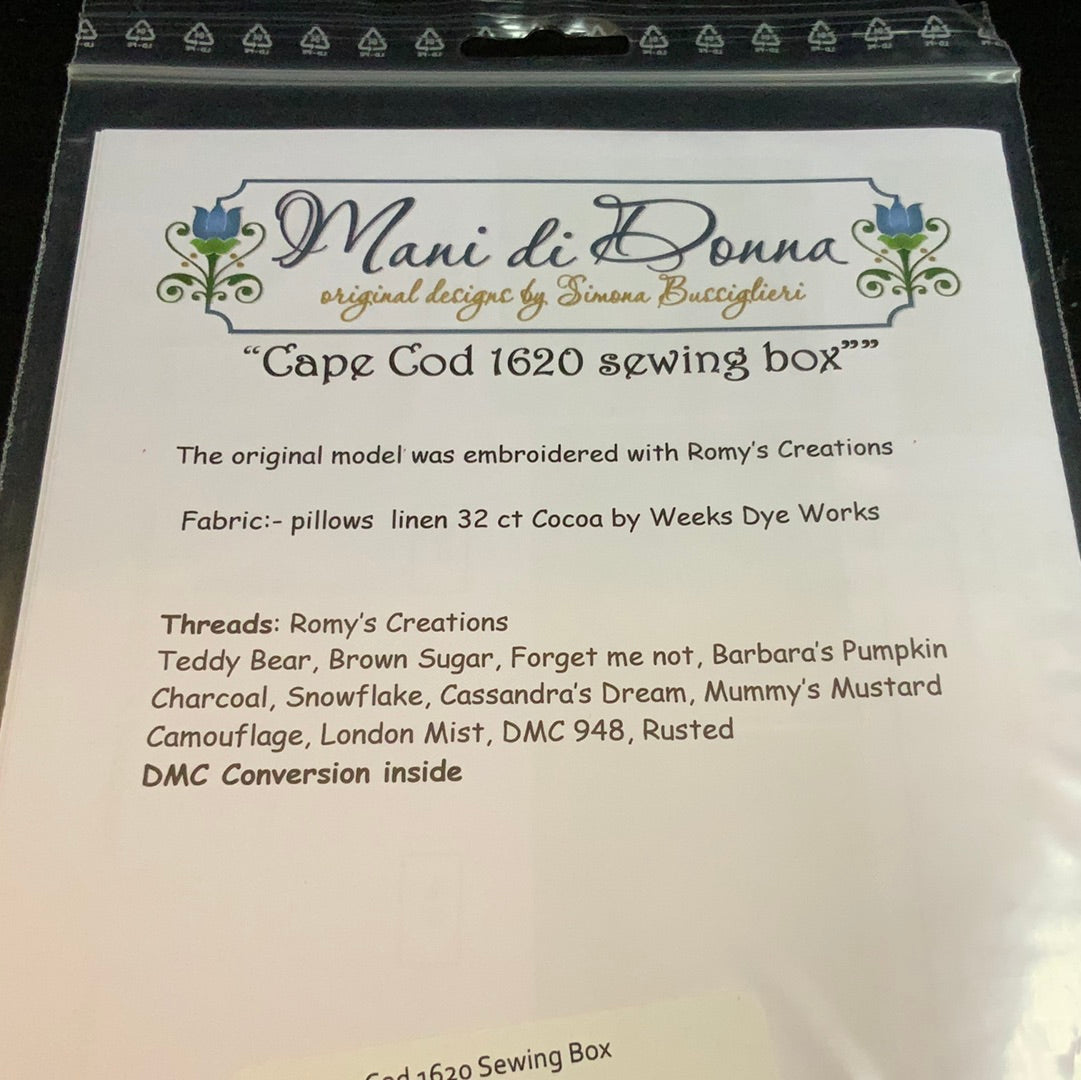 Mani di Donna
original designs by Simona Busciglieri
“Cape Cod 1620 sewing box””
The original model was embroidered with Romy's Creations
Fabric:- pillows linen 32 ct Cocoa by Weeks Dye Works
Threads: Romy's Creations
Teddy Bear, Brown Sugar, Forget me not, Barbara's Pumpkin
Charcoal, Snowflake, Cassandra's Dream, Mummy's Mustard
Camouflage, London Mist, DMC 948, Rusted
DMC Conversion inside
Cod 1620 Sewing Box